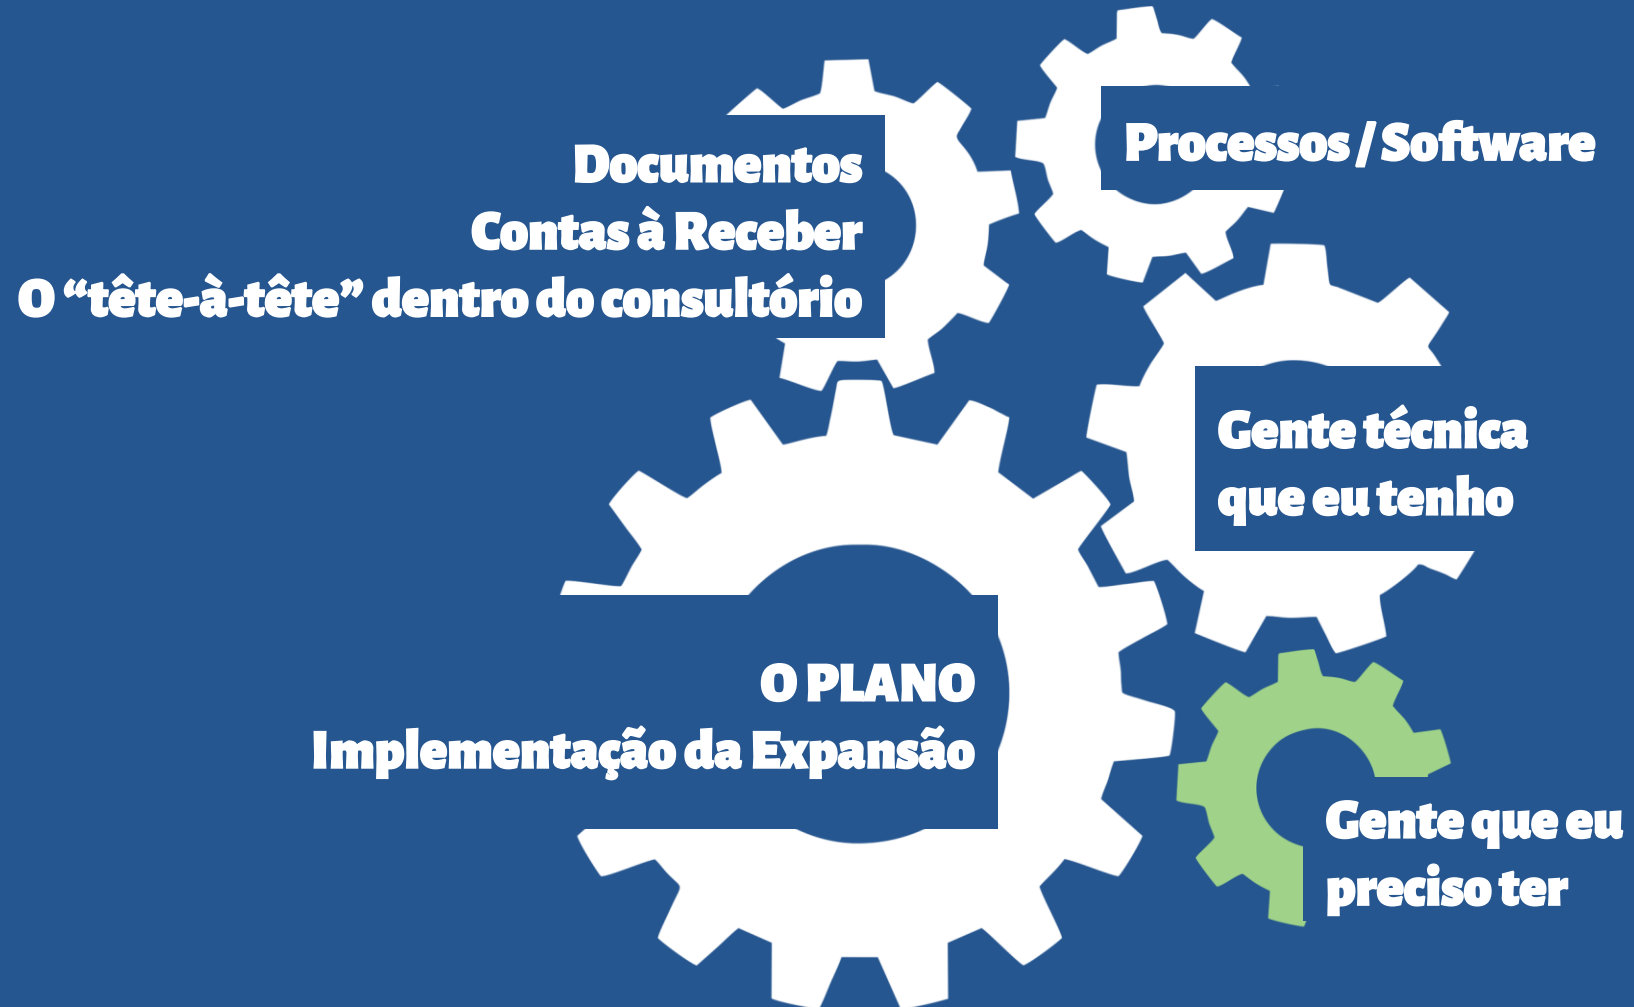 Documentos
Contas à Receber
O “tête-à-tête” dentro do consultório
Processos / Software
Gente técnica
que eu tenho
O PLANO
Implementação da Expansão
Gente que eu
preciso ter